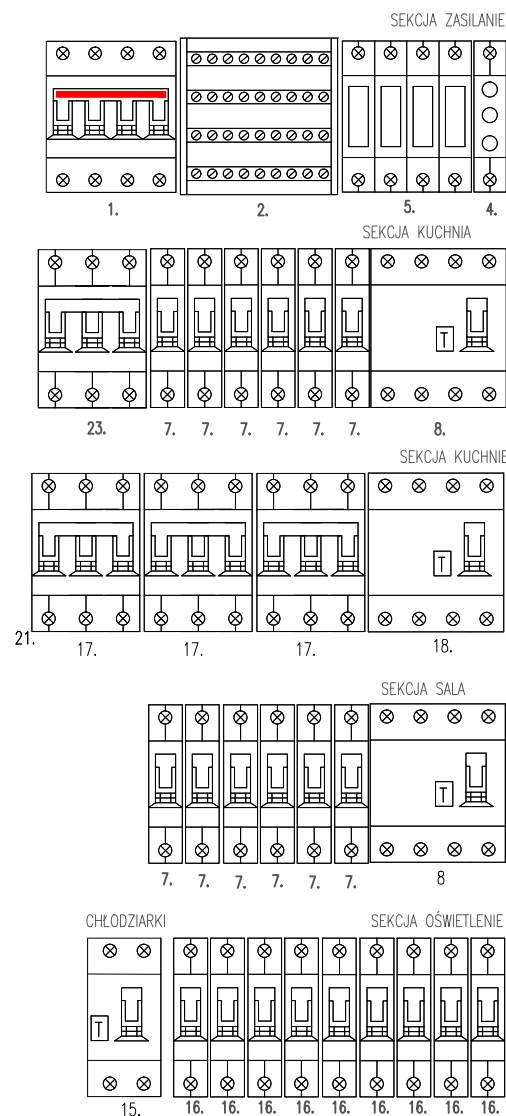 SEKCJA ZASILANIE
1. 2. 5. 4.
SEKCJA KUCHNIA
23. 7. 7. 7. 7. 7. 7. 8.
T
SEKCJA KUCHNIE
T
21. 17. 17. 17. 18.
SEKCJA SALA
T
7. 7. 7. 7. 7. 7. 8
CHŁODZIARKI SEKCJA OŚWIETLENIE
T
15. 16. 16. 16. 16. 16. 16. 16. 16. 16.